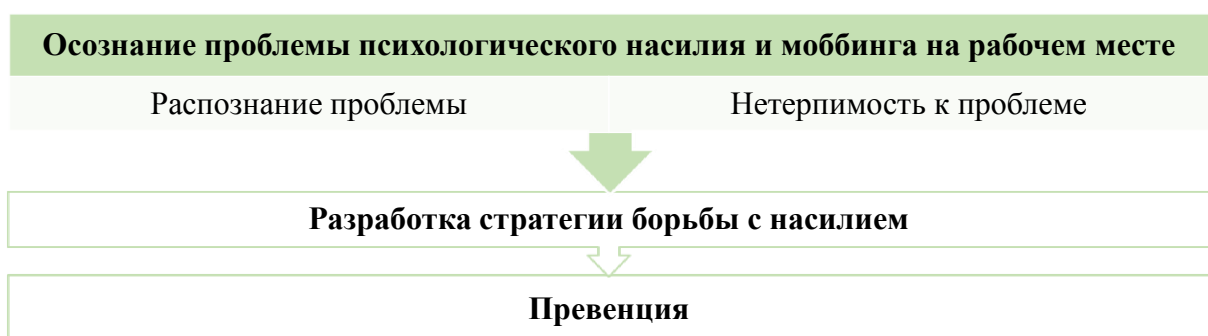 Осознание проблемы психологического насилия и моббинга на рабочем месте
Распознание проблемы
Нетерпимость к проблеме
Разработка стратегии борьбы с насилием
Превенция